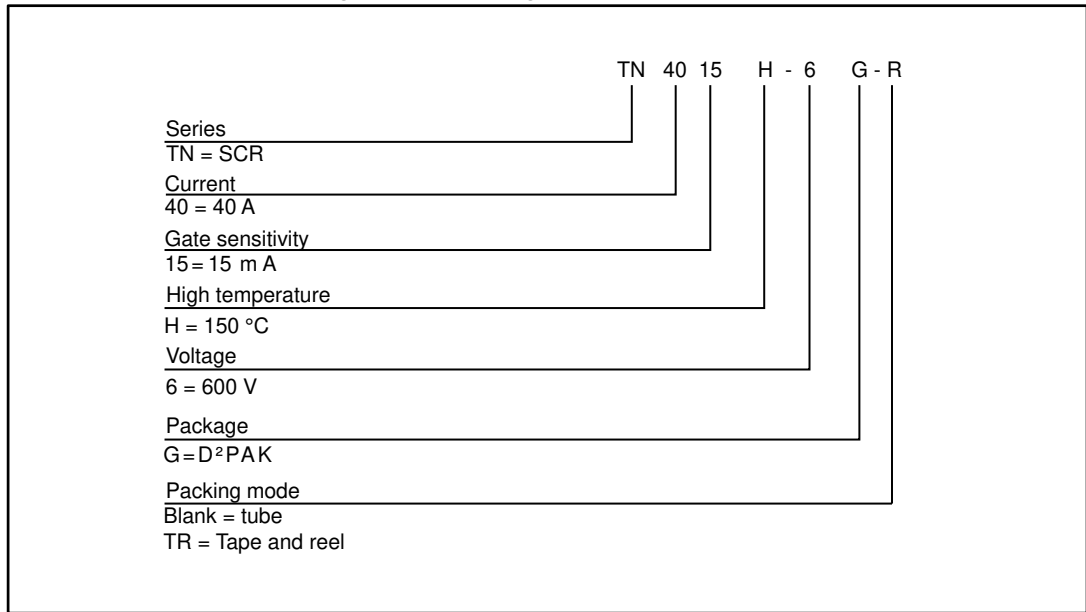 TN 40 15 H - 6 G - R
Series
TN = SCR
Current
40 = 40 A
Gate sensitivity
15 = 15 m A
High temperature
H = 150 °C
Voltage
6 = 600 V
Package
G=D²PAK
Packing mode
Blank = tube
TR = Tape and reel